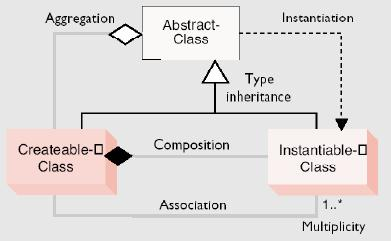 Aggregation
Instantiation
Abstract-
Class
Type
inheritance
Createable-
Class
Composition
Instantiable-
Class
Association
1..*
Multiplicity